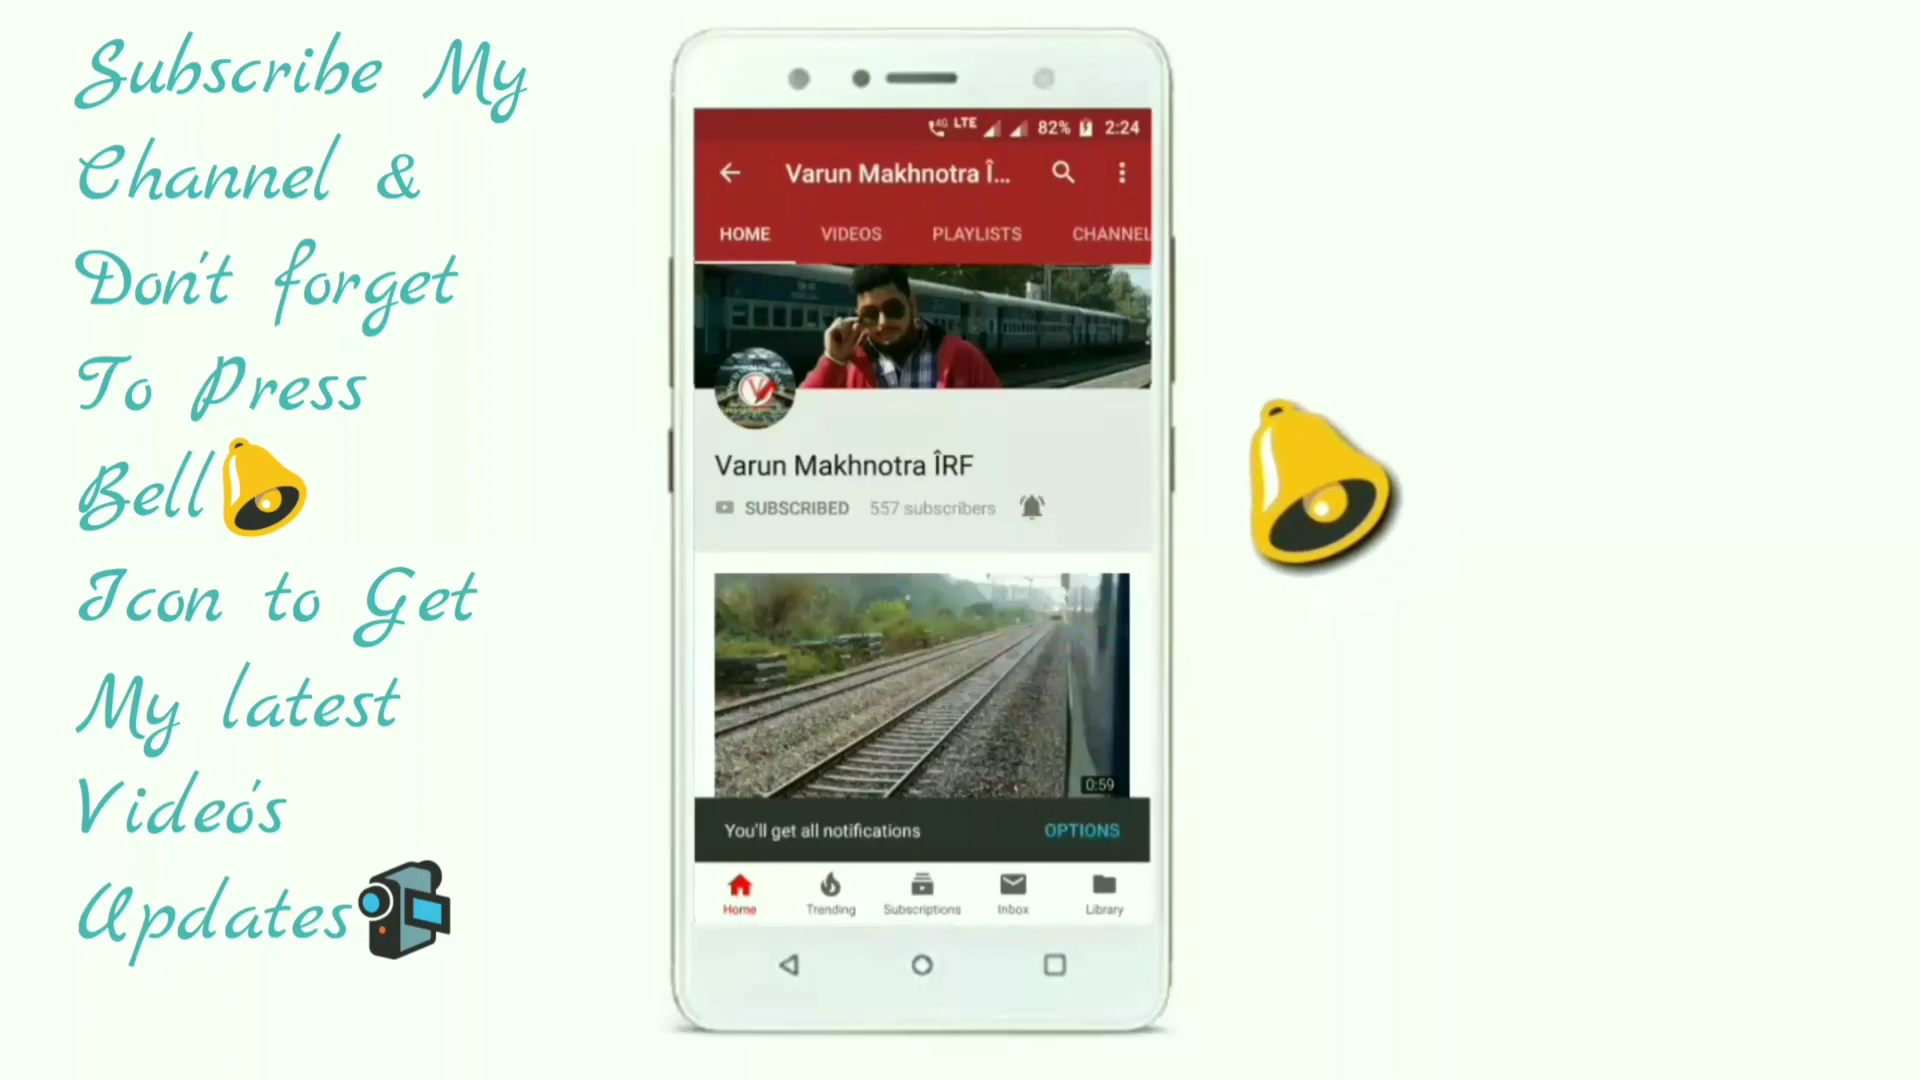 Subscribe My
Channel &
Don't forget
To Press
Bell
Icon to Get
My latest
Video's
Updates
4G LTE 82% 2:24
Varun Makhnotra Î...
HOME VIDEOS PLAYLISTS CHANNEL
Varun Makhnotra ÎRF
SUBSCRIBED 557 subscribers
0:59
You'll get all notifications OPTIONS
Home Trending Subscriptions Inbox Library